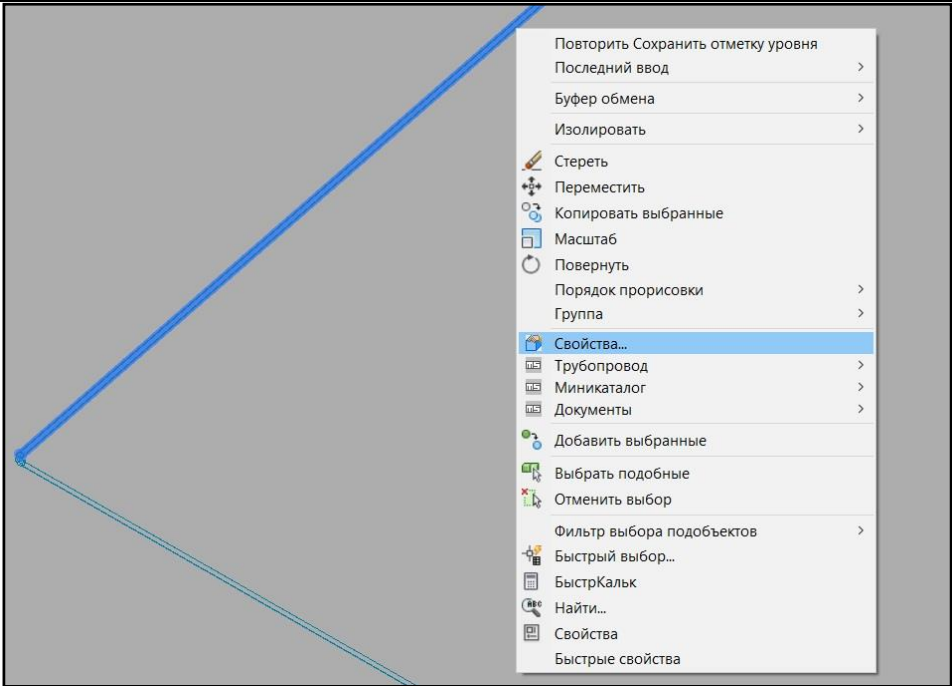 Повторить Сохранить отметку уровня
Последний ввод
Буфер обмена
Изолировать
Стереть
Переместить
Копировать выбранные
Масштаб
Повернуть
Порядок прорисовки
Группа
Свойства...
Трубопровод
Миникаталог
Документы
Добавить выбранные
Выбрать подобные
Отменить выбор
Фильтр выбора подобъектов
Быстрый выбор...
БыстрКальк
Найти...
Свойства
Быстрые свойства